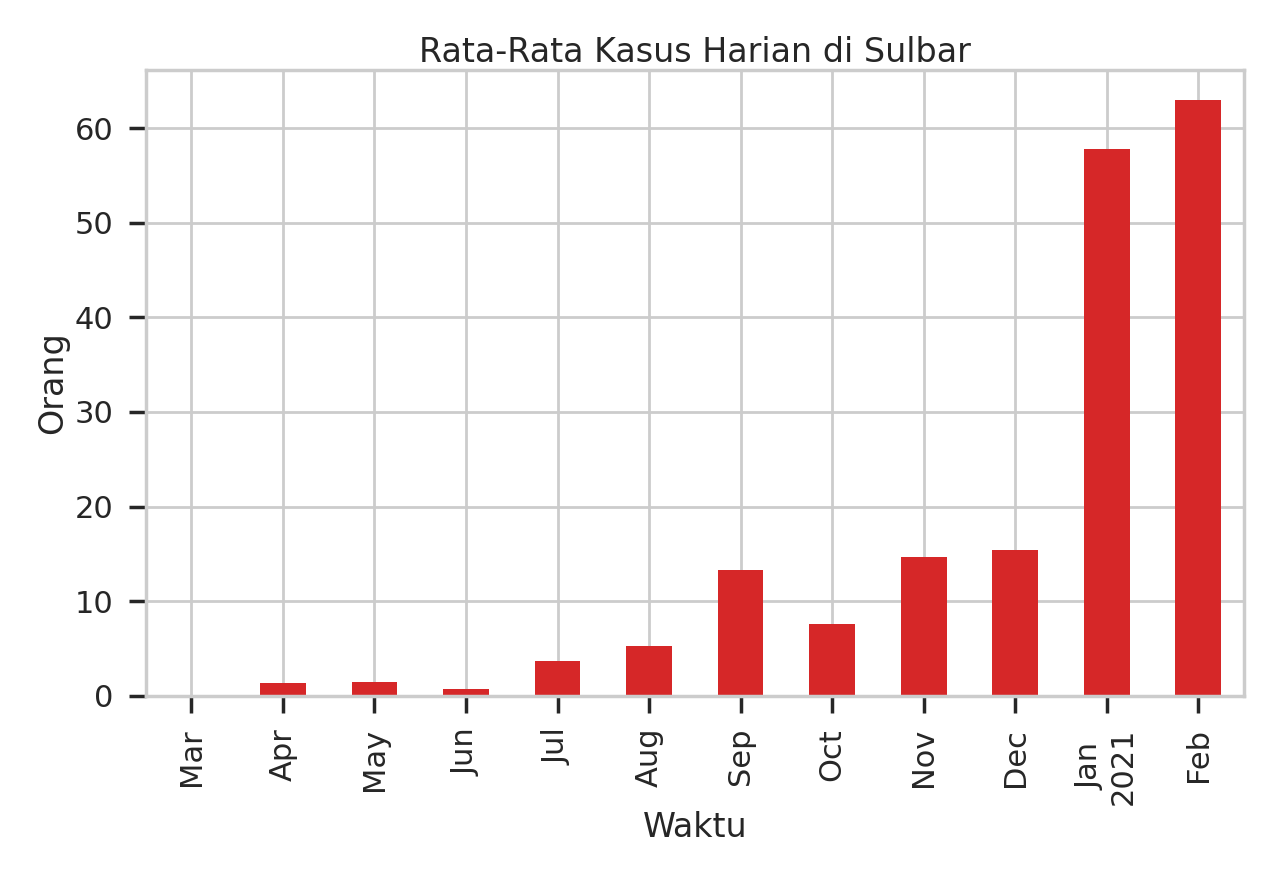 Rata-Rata Kasus Harian di Sulbar
Orang
60
50
40
30
20
10
0
Mar
Apr
May
Jun
Jul
Aug
Sep
Oct
Nov
Dec
Jan
2021
Feb
Waktu